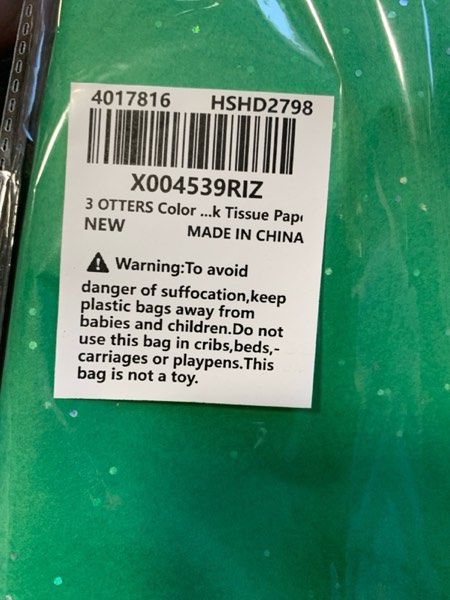 4017816 HSHD2798
X004539RIZ
3 OTTERS Color ...k Tissue Pape
NEW MADE IN CHINA
Warning:To avoid
danger of suffocation,keep
plastic bags away from
babies and children.Do not
use this bag in cribs,beds,-
carriages or playpens.This
bag is not a toy.